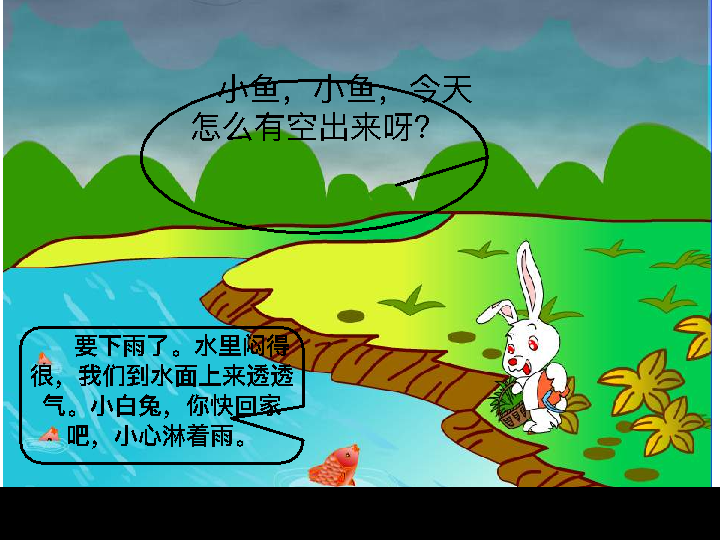 小鱼，小鱼，今天
怎么有空出来呀？
要下雨了。水里闷得
很，我们到水面上来透透
气。小白兔，你快回家
吧，小心淋着雨。